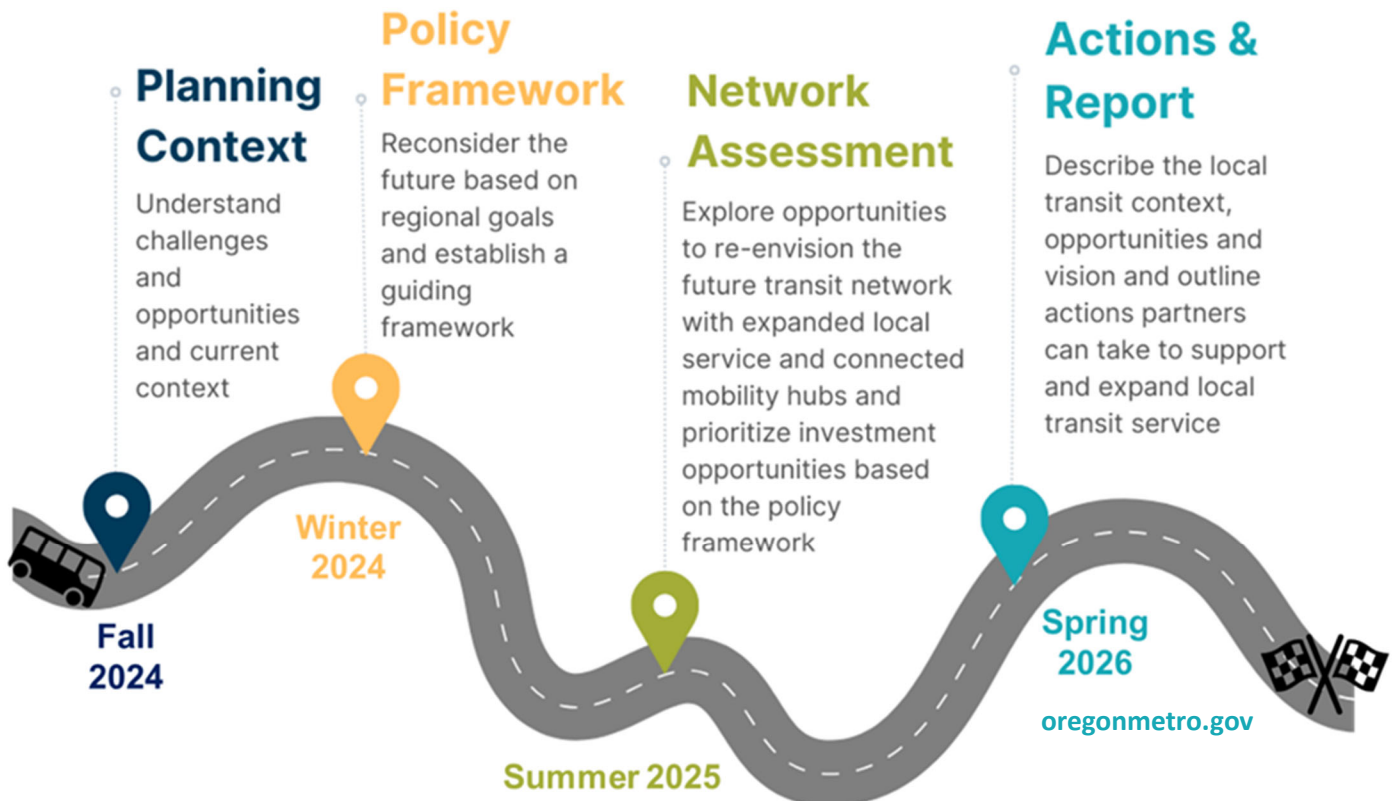 Planning
Context
Understand
challenges
and
opportunities
and current
context
Fall
2024
Policy
Framework
Reconsider the
future based on
regional goals
and establish a
guiding
framework
Winter
2024
Network
Assessment
Explore opportunities
to re-envision the
future transit network
with expanded local
service and connected
mobility hubs and
prioritize investment
opportunities based
on the policy
framework
Summer 2025
Actions &
Report
Describe the local
transit context,
opportunities and
vision and outline
actions partners
can take to support
and expand local
transit service
Spring
2026
oregonmetro.gov